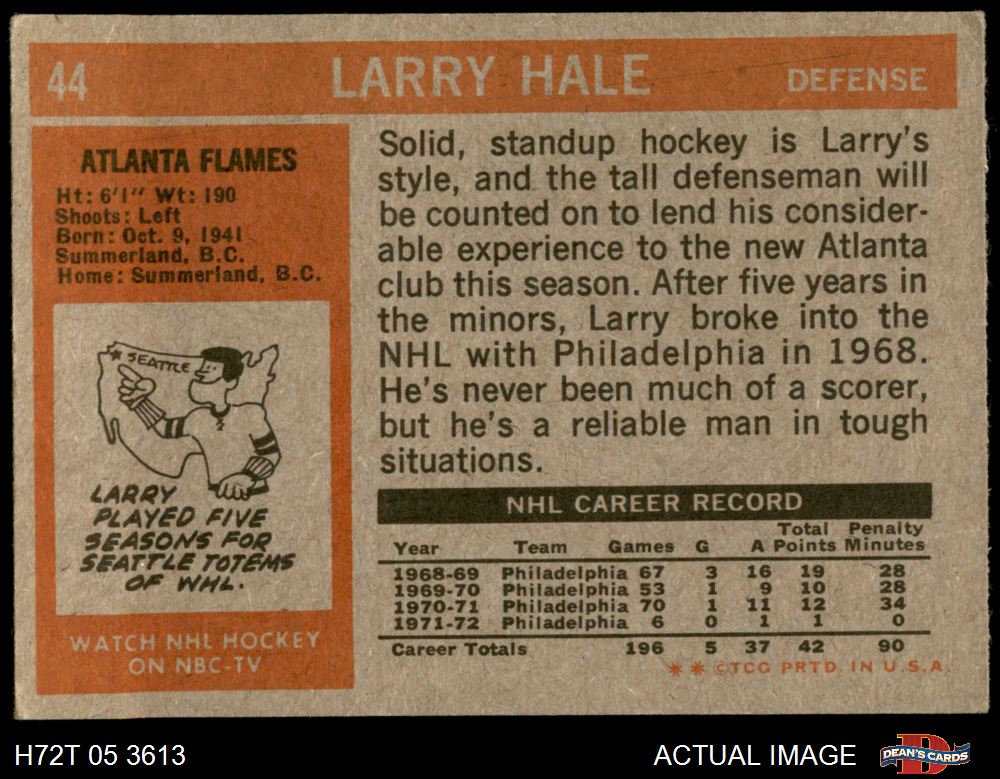 44 LARRY HALE DEFENSE
ATLANTA FLAMES
Ht: 6'1" Wt: 190
Shoots: Left
Born: Oct. 9, 1941
Summerland, B.C.
Home: Summerland, B.C.
★ SEATTLE
LARRY
PLAYED FIVE
SEASONS FOR
SEATTLE TOTEMS
OF WHL.
WATCH NHL HOCKEY
ON NBC-TV
Solid, standup hockey is Larry's
style, and the tall defenseman will
be counted on to lend his consider-
able experience to the new Atlanta
club this season. After five years in
the minors, Larry broke into the
NHL with Philadelphia in 1968.
He's never been much of a scorer,
but he's a reliable man in tough
situations.
NHL CAREER RECORD
Total Penalty
Year Team Games G A Points Minutes
1968-69 Philadelphia 67 3 16 19 28
1969-70 Philadelphia 53 1 9 10 28
1970-71 Philadelphia 70 1 11 12 34
1971-72 Philadelphia 6 0 1 1 0
Career Totals 196 5 37 42 90
* * ©TCG PRTD. IN U.S.A.
H72T 05 3613 ACTUAL IMAGE DEAN'S CARDS